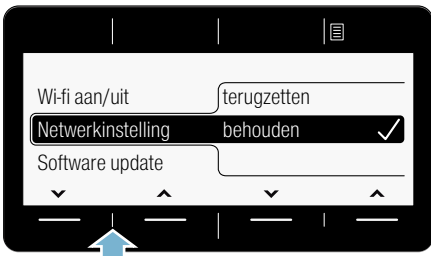 Wi-fi aan/uit terugzetten
Netwerkinstelling behouden
Software update